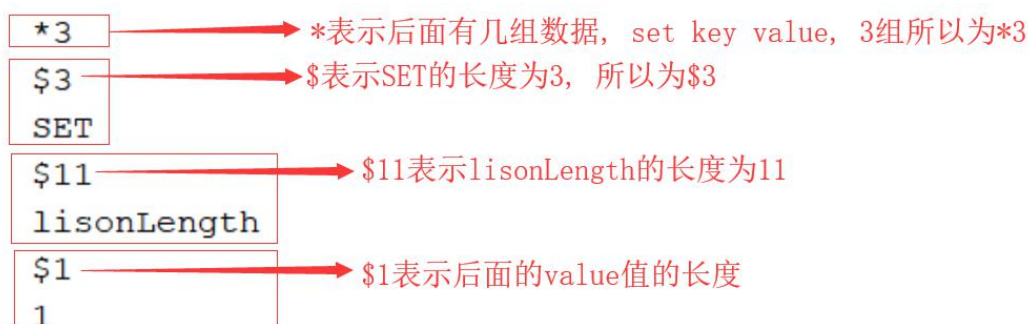 *3 *表示后面有几组数据, set key value, 3组所以为*3
$3 $表示SET的长度为3, 所以为$3
SET
$11 $11表示lisonLength的长度为11
lisonLength
$1 $1表示后面的value值的长度
1